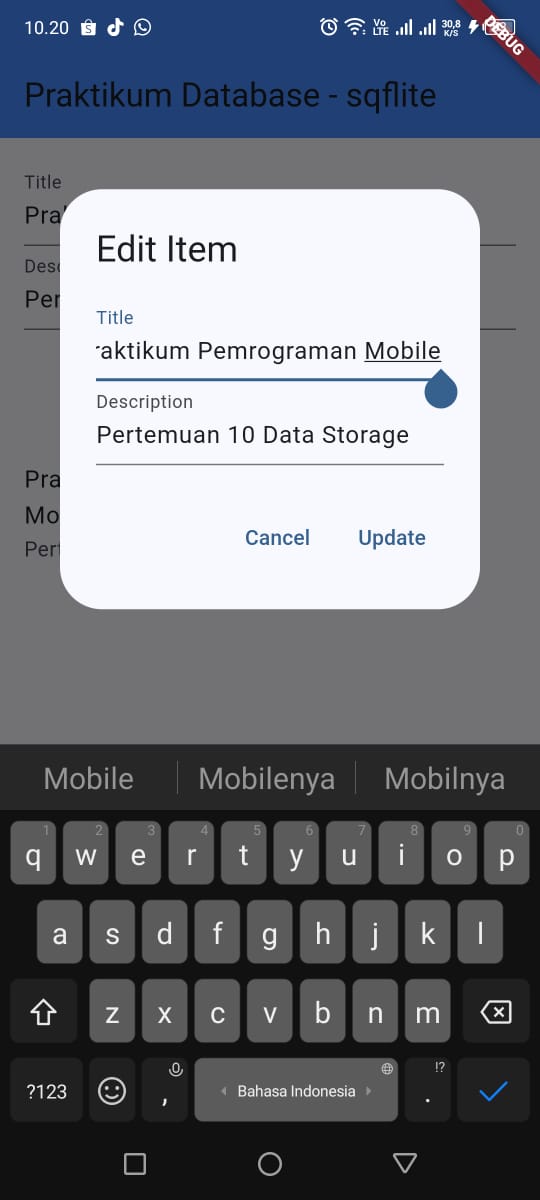 10.20
Vo
LTE
30,8
K/S
DEBUG
Praktikum Database - sqflite
Title
Pra
Desc
Per
Edit Item
Title
raktikum Pemrograman Mobile
Description
Pertemuan 10 Data Storage
Cancel Update
Pra
Mo
Pert
Mobile Mobilenya Mobilnya
1 2 3 4 5 6 7 8 9 0
q w e r t y u i o p
a s d f g h j k l
z x c v b n m
!?
?123 , Bahasa Indonesia .